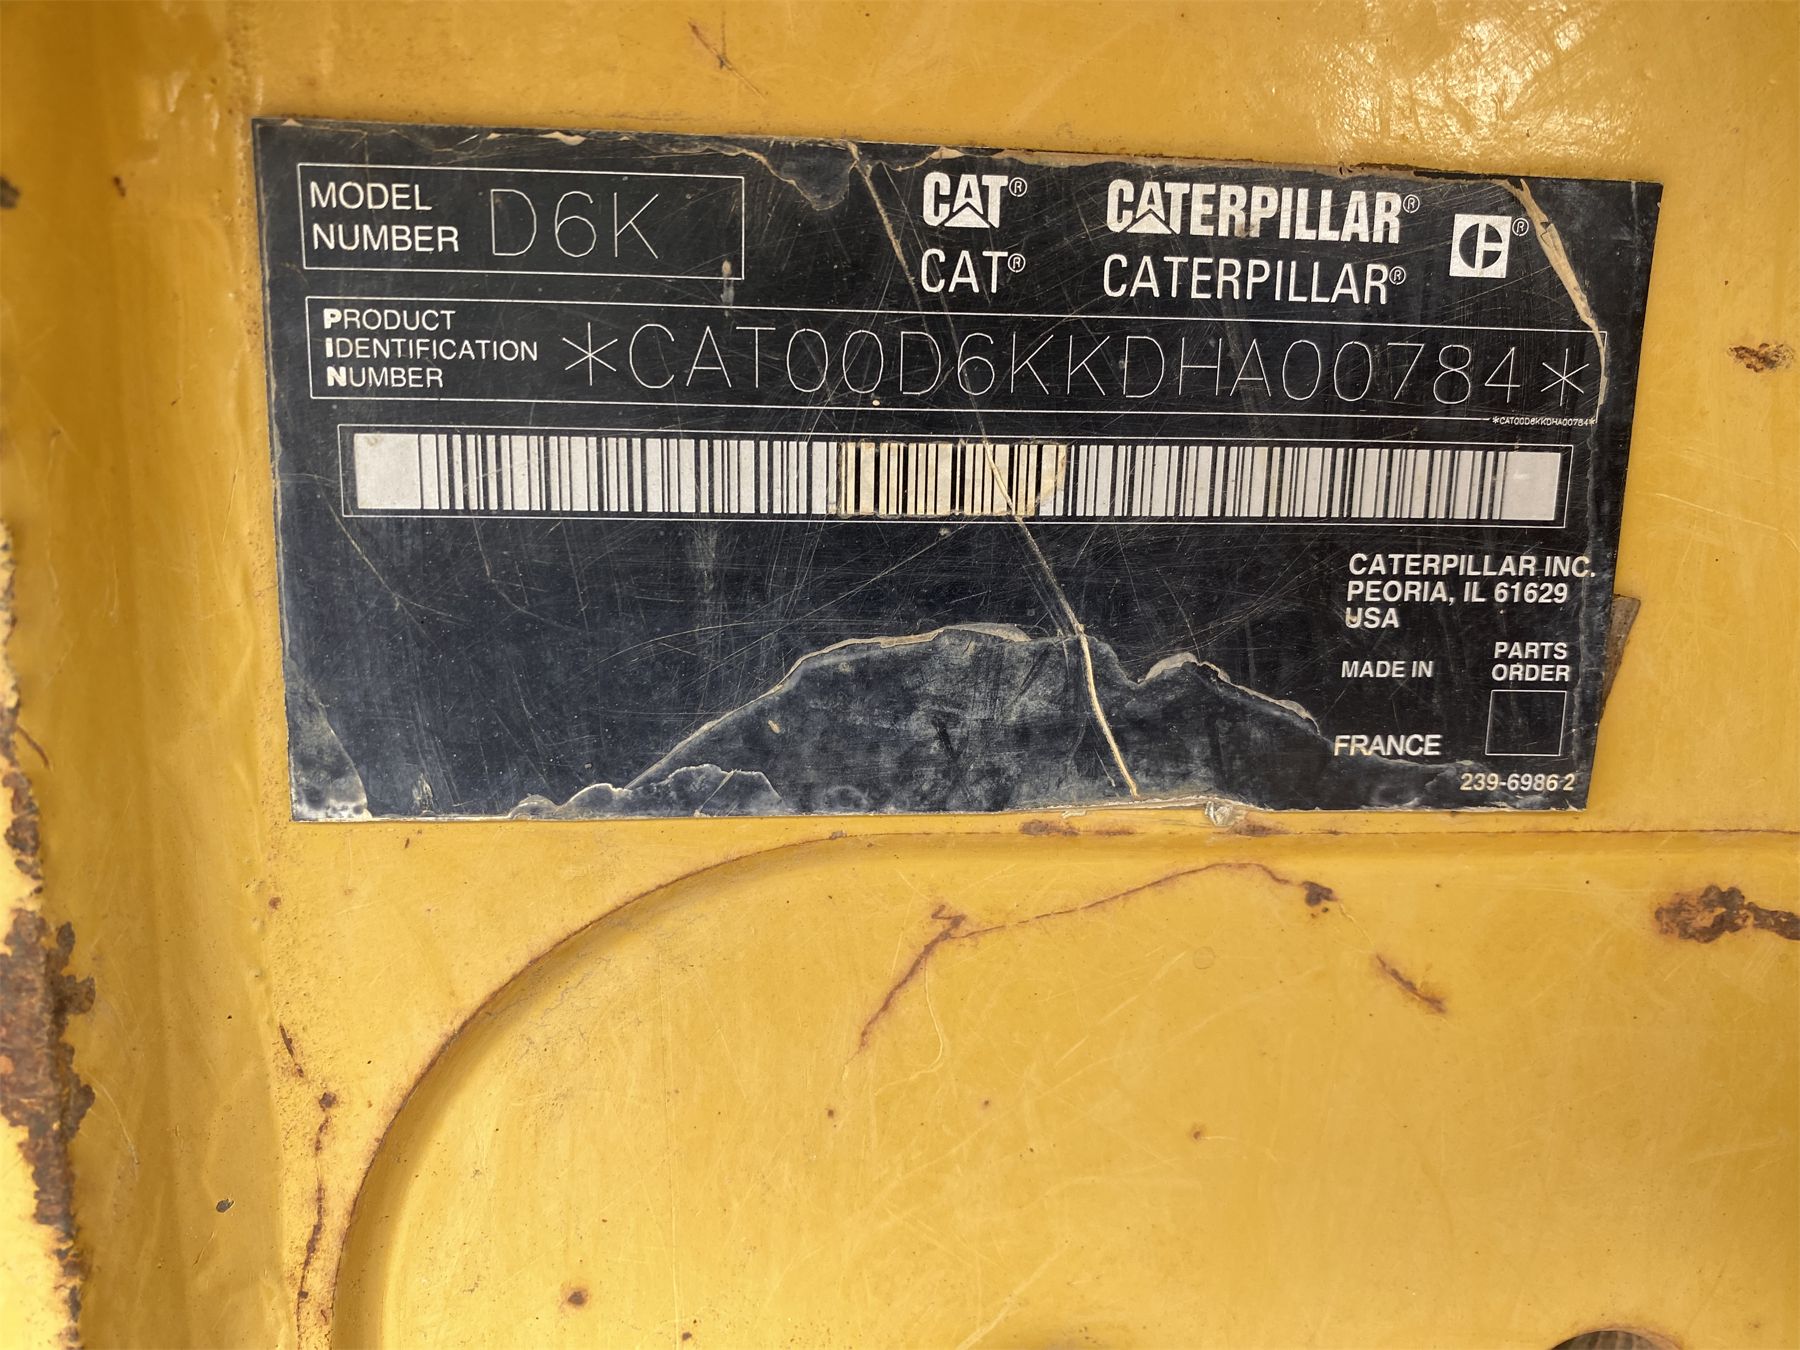 MODEL
NUMBER D6K
CAT® CATERPILLAR®
CAT® CATERPILLAR®
PRODUCT
IDENTIFICATION
NUMBER
*CAT00D6KKDHA00784*
*CAT00D6KKDHA00784*
CATERPILLAR INC.
PEORIA, IL 61629
USA
MADE IN
FRANCE
PARTS
ORDER
239-6986 2